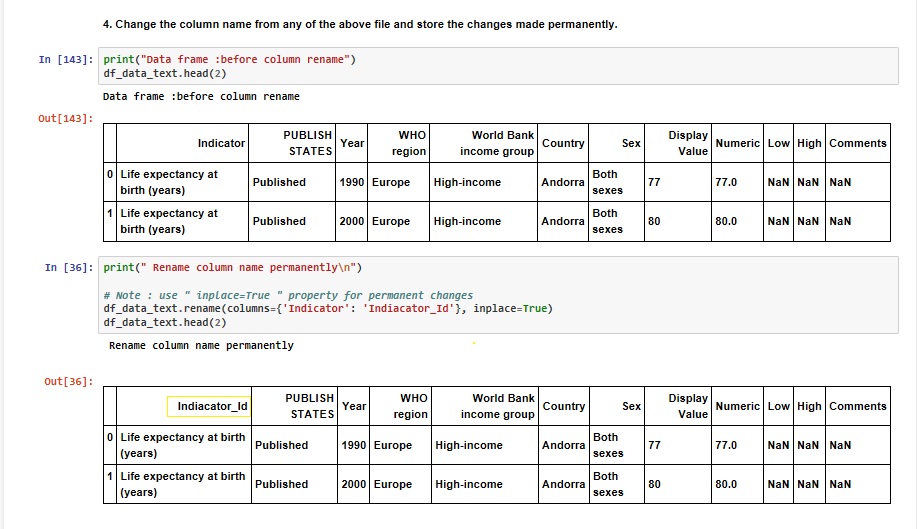 4. Change the column name from any of the above file and store the changes made permanently.
In [143]: print("Data frame :before column rename")
df_data_text.head(2)
Data frame :before column rename
Out[143]:
Indicator PUBLISH STATES Year WHO region World Bank income group Country Sex Display Value Numeric Low High Comments
0 Life expectancy at birth (years) Published 1990 Europe High-income Andorra Both sexes 77 77.0 NaN NaN NaN
1 Life expectancy at birth (years) Published 2000 Europe High-income Andorra Both sexes 80 80.0 NaN NaN NaN
In [36]: print(" Rename column name permanently\n")
# Note : use " inplace=True " property for permanent changes
df_data_text.rename(columns={'Indicator': 'Indiacator_Id'}, inplace=True)
df_data_text.head(2)
Rename column name permanently
Out[36]:
Indiacator_Id PUBLISH STATES Year WHO region World Bank income group Country Sex Display Value Numeric Low High Comments
0 Life expectancy at birth (years) Published 1990 Europe High-income Andorra Both sexes 77 77.0 NaN NaN NaN
1 Life expectancy at birth (years) Published 2000 Europe High-income Andorra Both sexes 80 80.0 NaN NaN NaN